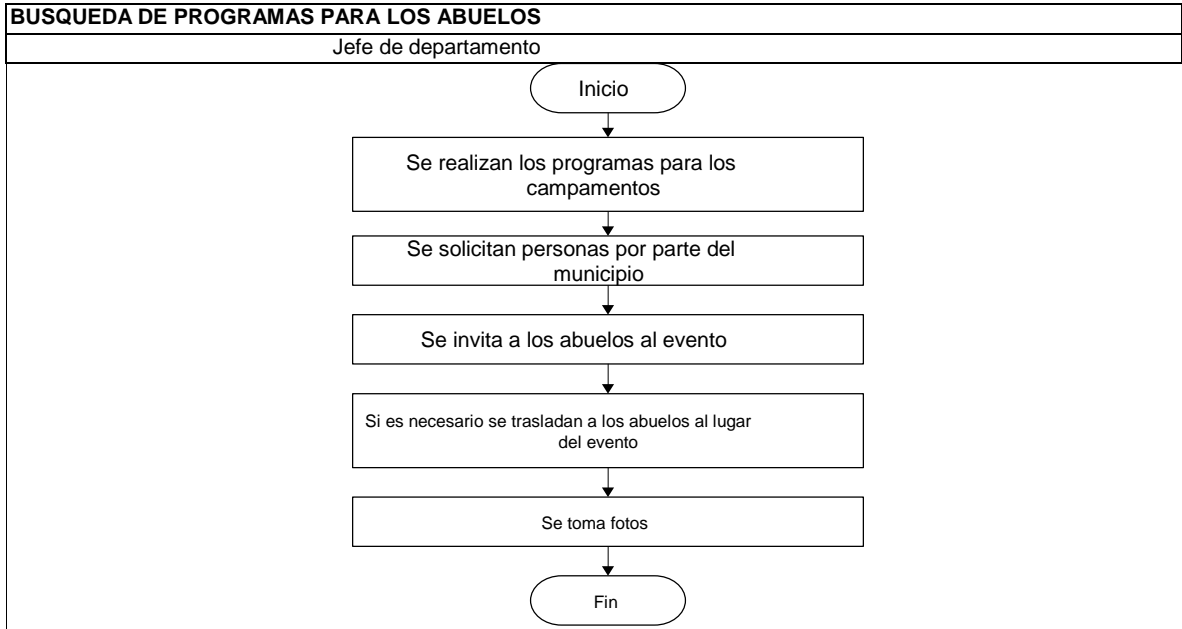 BUSQUEDA DE PROGRAMAS PARA LOS ABUELOS
Jefe de departamento
Inicio
Se realizan los programas para los
campamentos
Se solicitan personas por parte del
municipio
Se invita a los abuelos al evento
Si es necesario se trasladan a los abuelos al lugar
del evento
Se toma fotos
Fin